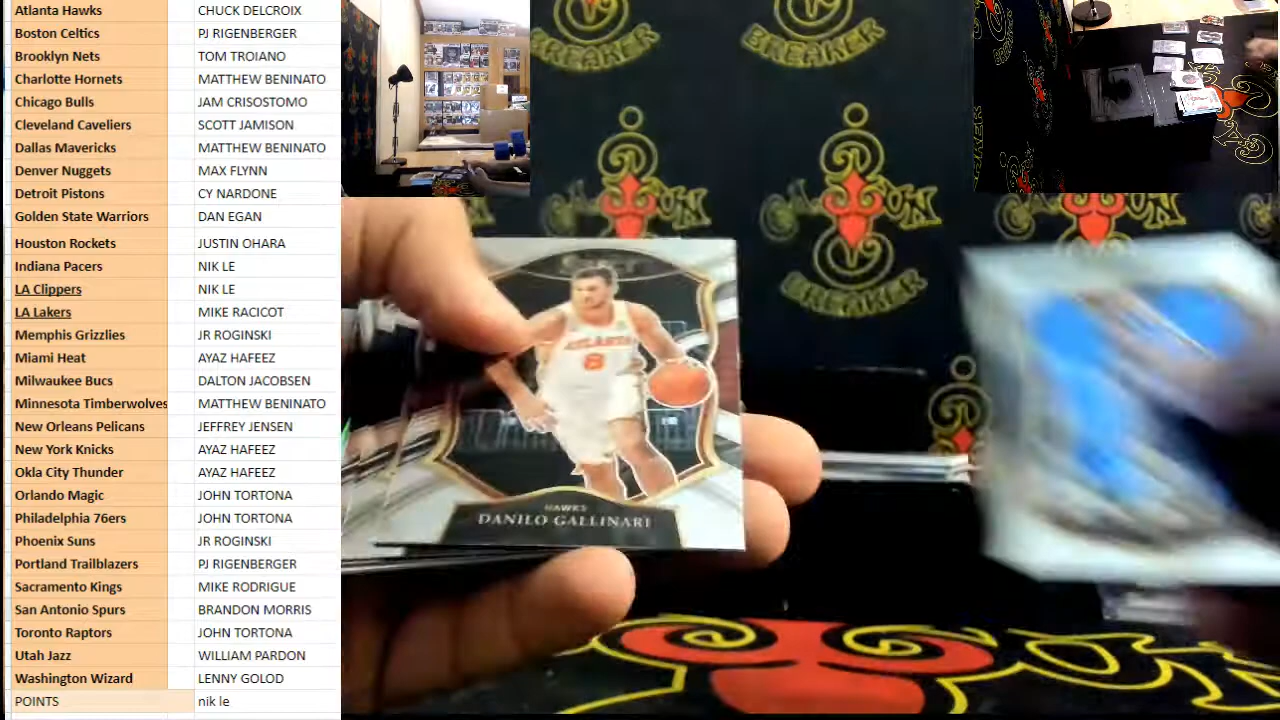 Atlanta Hawks CHUCK DELCROIX
Boston Celtics PJ RIGENBERGER
Brooklyn Nets TOM TROIANO
Charlotte Hornets MATTHEW BENINATO
Chicago Bulls JAM CRISOSTOMO
Cleveland Caveliers SCOTT JAMISON
Dallas Mavericks MATTHEW BENINATO
Denver Nuggets MAX FLYNN
Detroit Pistons CY NARDONE
Golden State Warriors DAN EGAN
Houston Rockets JUSTIN OHARA
Indiana Pacers NIK LE
LA Clippers NIK LE
LA Lakers MIKE RACICOT
Memphis Grizzlies JR ROGINSKI
Miami Heat AYAZ HAFEEZ
Milwaukee Bucs DALTON JACOBSEN
Minnesota Timberwolves MATTHEW BENINATO
New Orleans Pelicans JEFFREY JENSEN
New York Knicks AYAZ HAFEEZ
Okla City Thunder AYAZ HAFEEZ
Orlando Magic JOHN TORTONA
Philadelphia 76ers JOHN TORTONA
Phoenix Suns JR ROGINSKI
Portland Trailblazers PJ RIGENBERGER
Sacramento Kings MIKE RODRIGUE
San Antonio Spurs BRANDON MORRIS
Toronto Raptors JOHN TORTONA
Utah Jazz WILLIAM PARDON
Washington Wizard LENNY GOLOD
POINTS nik le
BREAKER
BREAKER
BREAKER
ATLANTA
8
HAWKS
DANILO GALLINARI